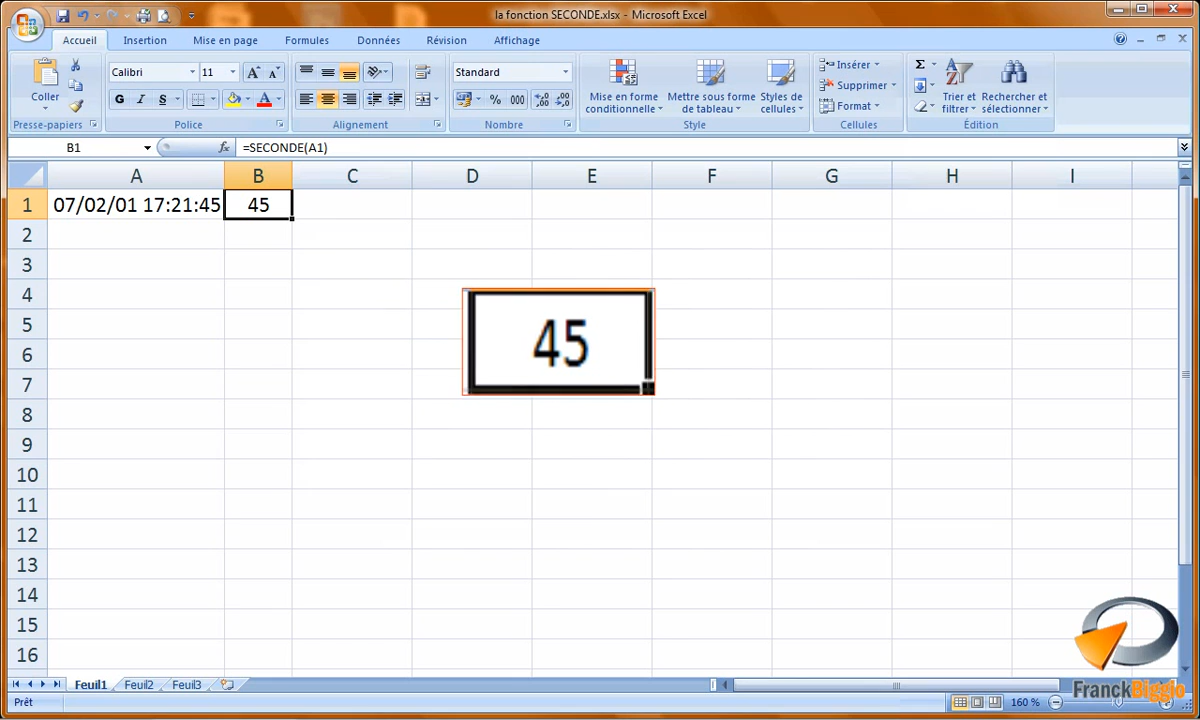 la fonction SECONDE.xlsx - Microsoft Excel
Accueil Insertion Mise en page Formules Données Révision Affichage
Coller
Presse-papiers
Calibri 11
G I S
Police
Alignement
Standard
% 000
Nombre
Mise en forme conditionnelle
Mettre sous forme de tableau
Styles de cellules
Style
Insérer
Supprimer
Format
Cellules
Σ
Trier et filtrer
Rechercher et sélectionner
Édition
B1 fx =SECONDE(A1)
A B C D E F G H I
1 07/02/01 17:21:45 45
2
3
4
5
45
6
7
8
9
10
11
12
13
14
15
16
Feuil1 Feuil2 Feuil3
FranckBiggio
Prêt 160 %